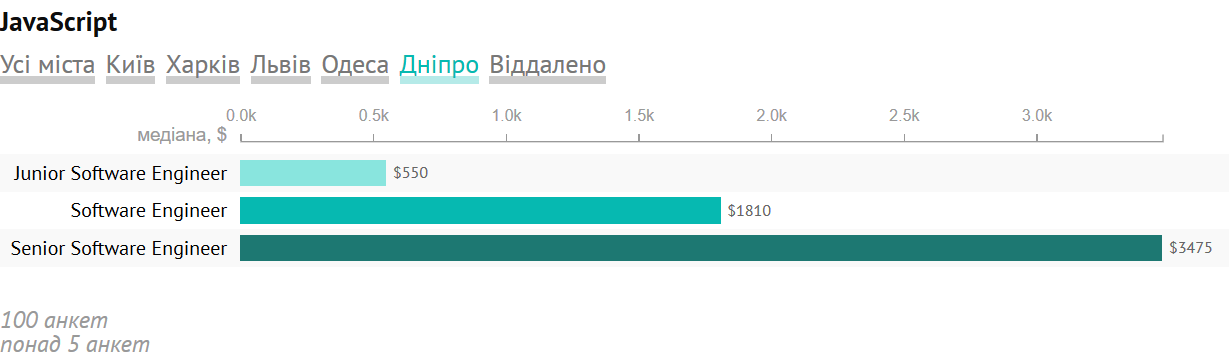 JavaScript
Усі міста Київ Харків Львів Одеса Дніпро Віддалено
0.0k 0.5k 1.0k 1.5k 2.0k 2.5k 3.0k
медіана, $
Junior Software Engineer $550
Software Engineer $1810
Senior Software Engineer $3475
100 анкет
понад 5 анкет